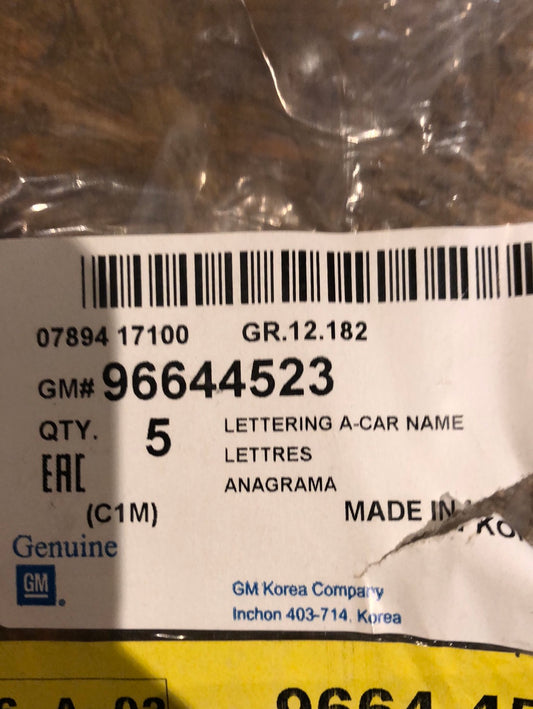 07894 17100 GR.12.182
GM# 96644523
QTY. 5 LETTERING A-CAR NAME
LETTRES
EAC ANAGRAMA
(C1M) MADE IN
Genuine
GM
GM Korea Company
Inchon 403-714, Korea